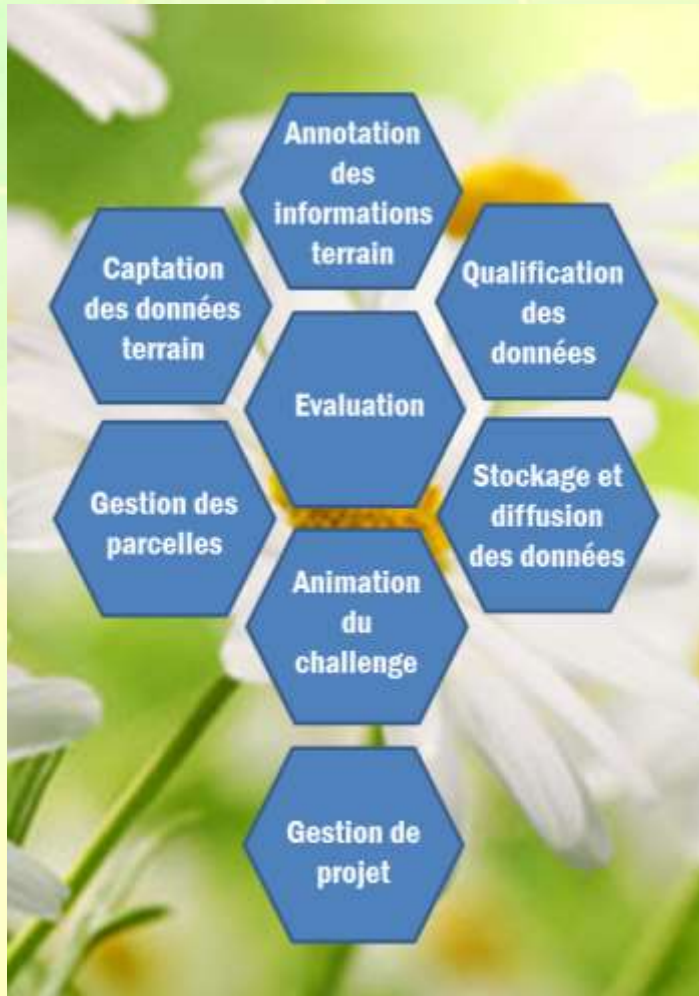 Annotation
des
informations
terrain
Captation
des données
terrain
Qualification
des
données
Evaluation
Gestion des
parcelles
Stockage et
diffusion
des données
Animation
du
challenge
Gestion de
projet